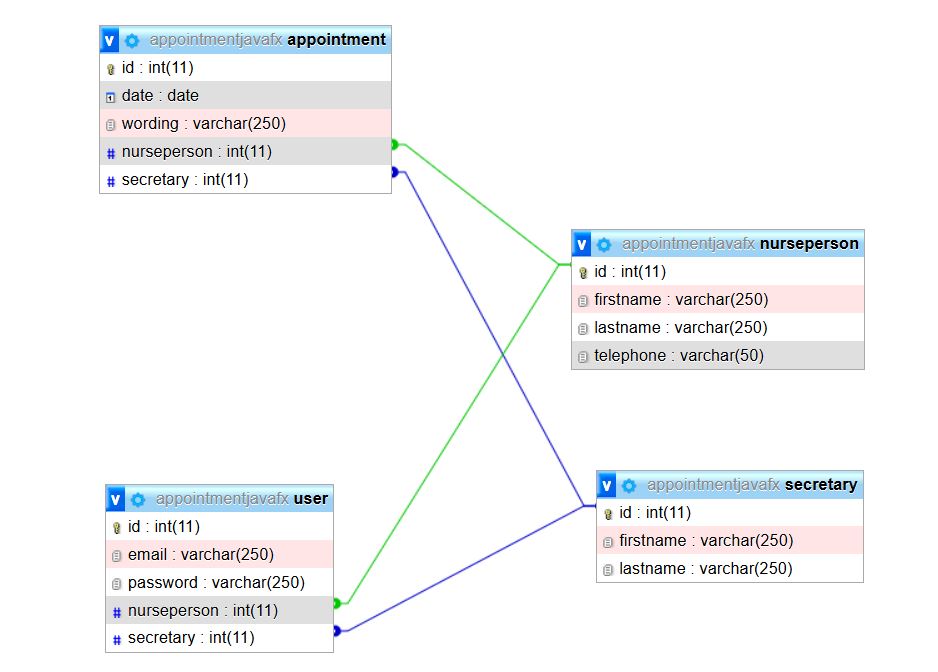 v appointmentjavafx appointment
id : int(11)
date : date
wording : varchar(250)
# nurseperson : int(11)
# secretary : int(11)
v appointmentjavafx nurseperson
id : int(11)
firstname : varchar(250)
lastname : varchar(250)
telephone : varchar(50)
v appointmentjavafx user
id : int(11)
email : varchar(250)
password : varchar(250)
# nurseperson : int(11)
# secretary : int(11)
v appointmentjavafx secretary
id : int(11)
firstname : varchar(250)
lastname : varchar(250)